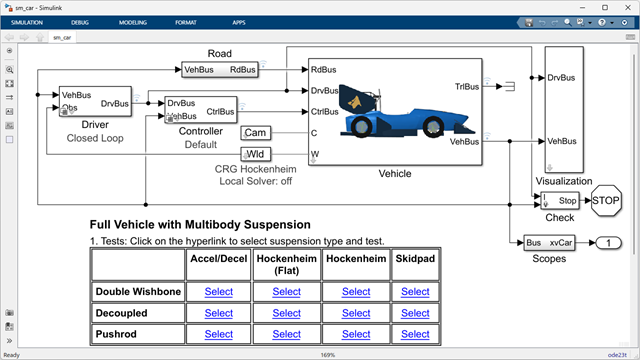 sm_car - Simulink
SIMULATION DEBUG MODELING FORMAT APPS
sm_car
Road
VehBus RdBus
VehBus
Obs
DrvBus
Driver
Closed Loop
DrvBus
VehBus
CtrlBus
Controller
Default
Cam
Wld
CRG Hockenheim
Local Solver: off
RdBus
DrvBus
CtrlBus
C
W
TrlBus
VehBus
Vehicle
DrvBus
VehBus
Visualization
Stop
STOP
Check
Bus xvCar
1
Scopes
Full Vehicle with Multibody Suspension
1. Tests: Click on the hyperlink to select suspension type and test.
Accel/Decel Hockenheim (Flat) Hockenheim Skidpad
Double Wishbone Select Select Select Select
Decoupled Select Select Select Select
Pushrod Select Select Select Select
Ready 169% ode23t